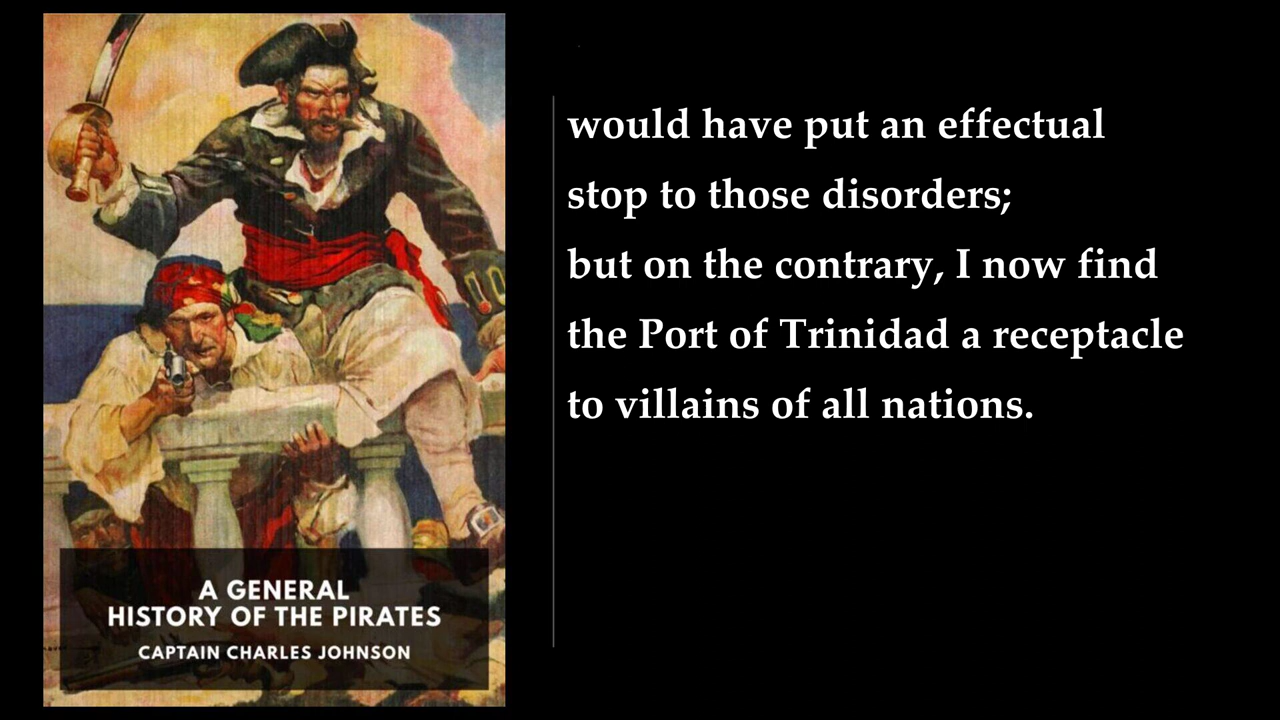 would have put an effectual
stop to those disorders;
but on the contrary, I now find
the Port of Trinidad a receptacle
to villains of all nations.
A GENERAL
HISTORY OF THE PIRATES
CAPTAIN CHARLES JOHNSON